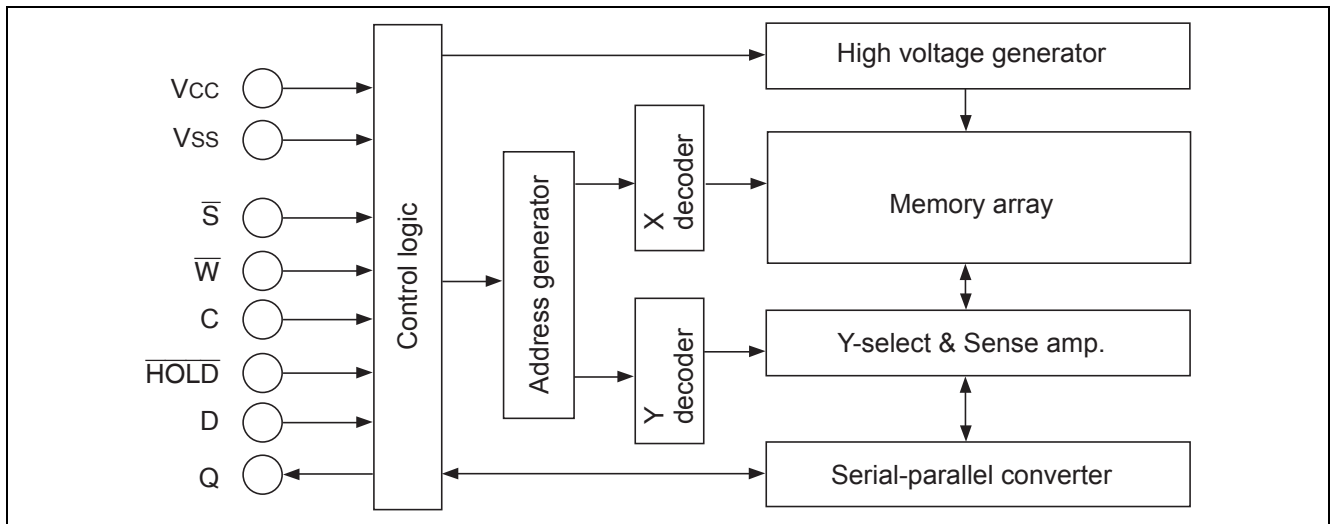 VCC
VSS
S̅
W̅
C
H̅O̅L̅D̅
D
Q
Control logic
Address generator
X
decoder
Y
decoder
High voltage generator
Memory array
Y-select & Sense amp.
Serial-parallel converter